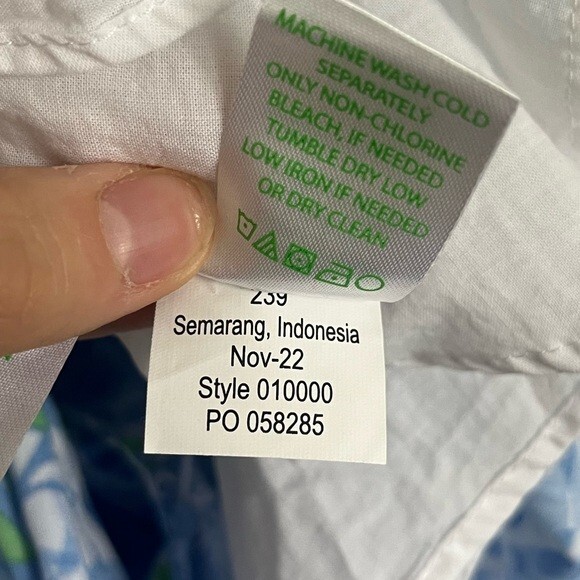 MACHINE WASH COLD
SEPARATELY
ONLY NON-CHLORINE
BLEACH, IF NEEDED
TUMBLE DRY LOW
LOW IRON IF NEEDED
OR DRY CLEAN
239
Semarang, Indonesia
Nov-22
Style 010000
PO 058285